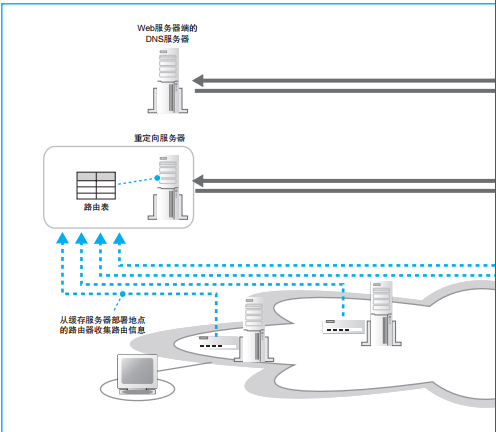 Web服务器端的
DNS服务器
重定向服务器
路由表
从缓存服务器部署地点
的路由器收集路由信息